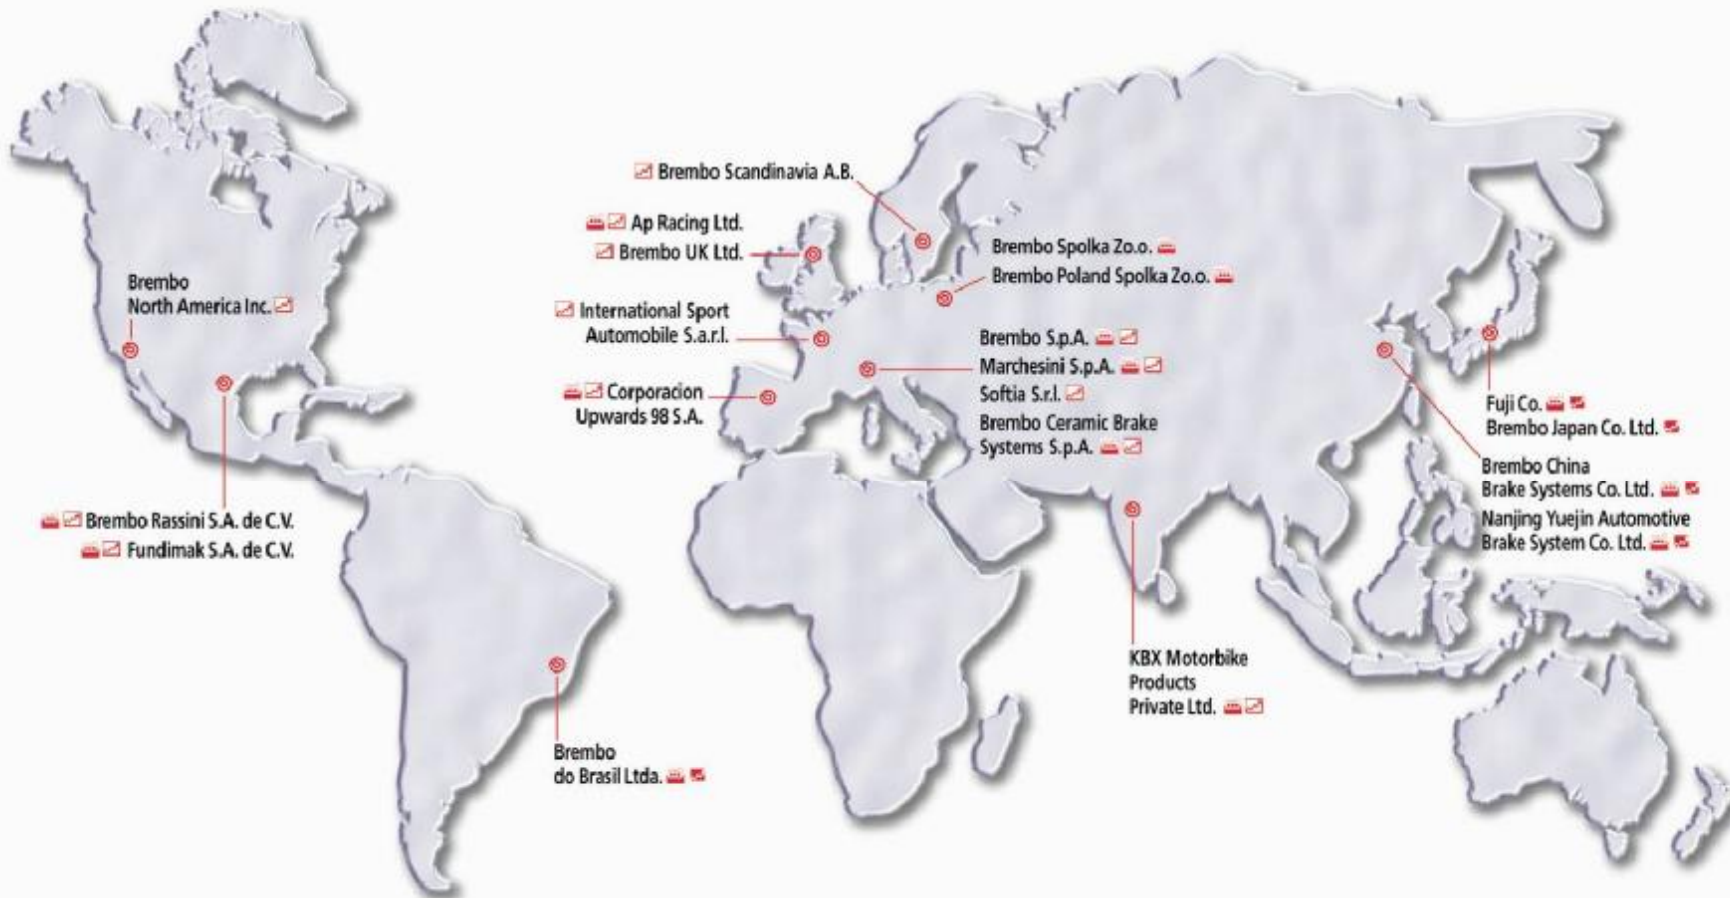 Brembo Scandinavia A.B.
Ap Racing Ltd.
Brembo UK Ltd.
Brembo Spolka Zo.o.
Brembo Poland Spolka Zo.o.
Brembo
North America Inc.
International Sport
Automobile S.a.r.l.
Brembo S.p.A.
Marchesini S.p.A.
Softia S.r.l.
Brembo Ceramic Brake
Systems S.p.A.
Corporacion
Upwards 98 S.A.
Fuji Co.
Brembo Japan Co. Ltd.
Brembo China
Brake Systems Co. Ltd.
Nanjing Yuejin Automotive
Brake System Co. Ltd.
Brembo Rassini S.A. de C.V.
Fundimak S.A. de C.V.
KBX Motorbike
Products
Private Ltd.
Brembo
do Brasil Ltda.